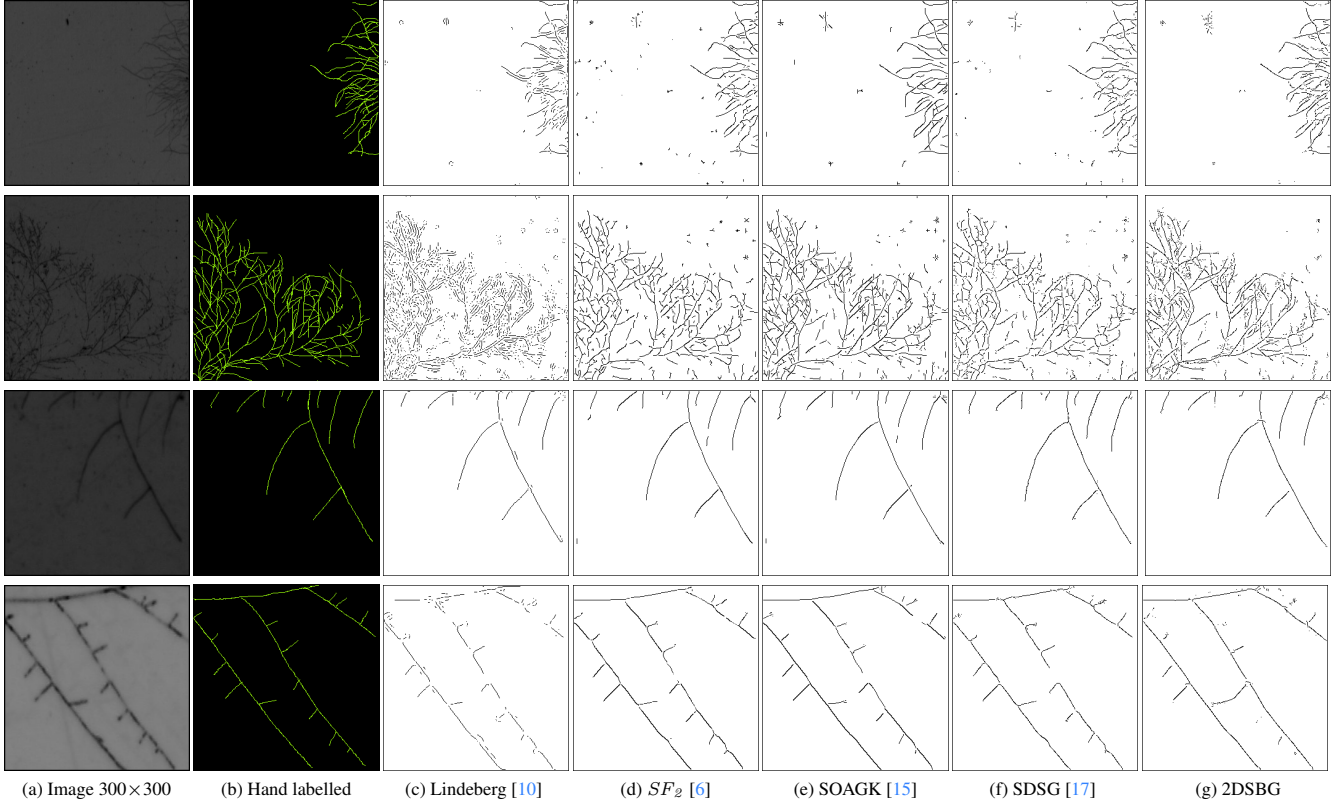 (a) Image 300×300 (b) Hand labelled (c) Lindeberg [10] (d) SF₂ [6] (e) SOAGK [15] (f) SDSG [17] (g) 2DSBG